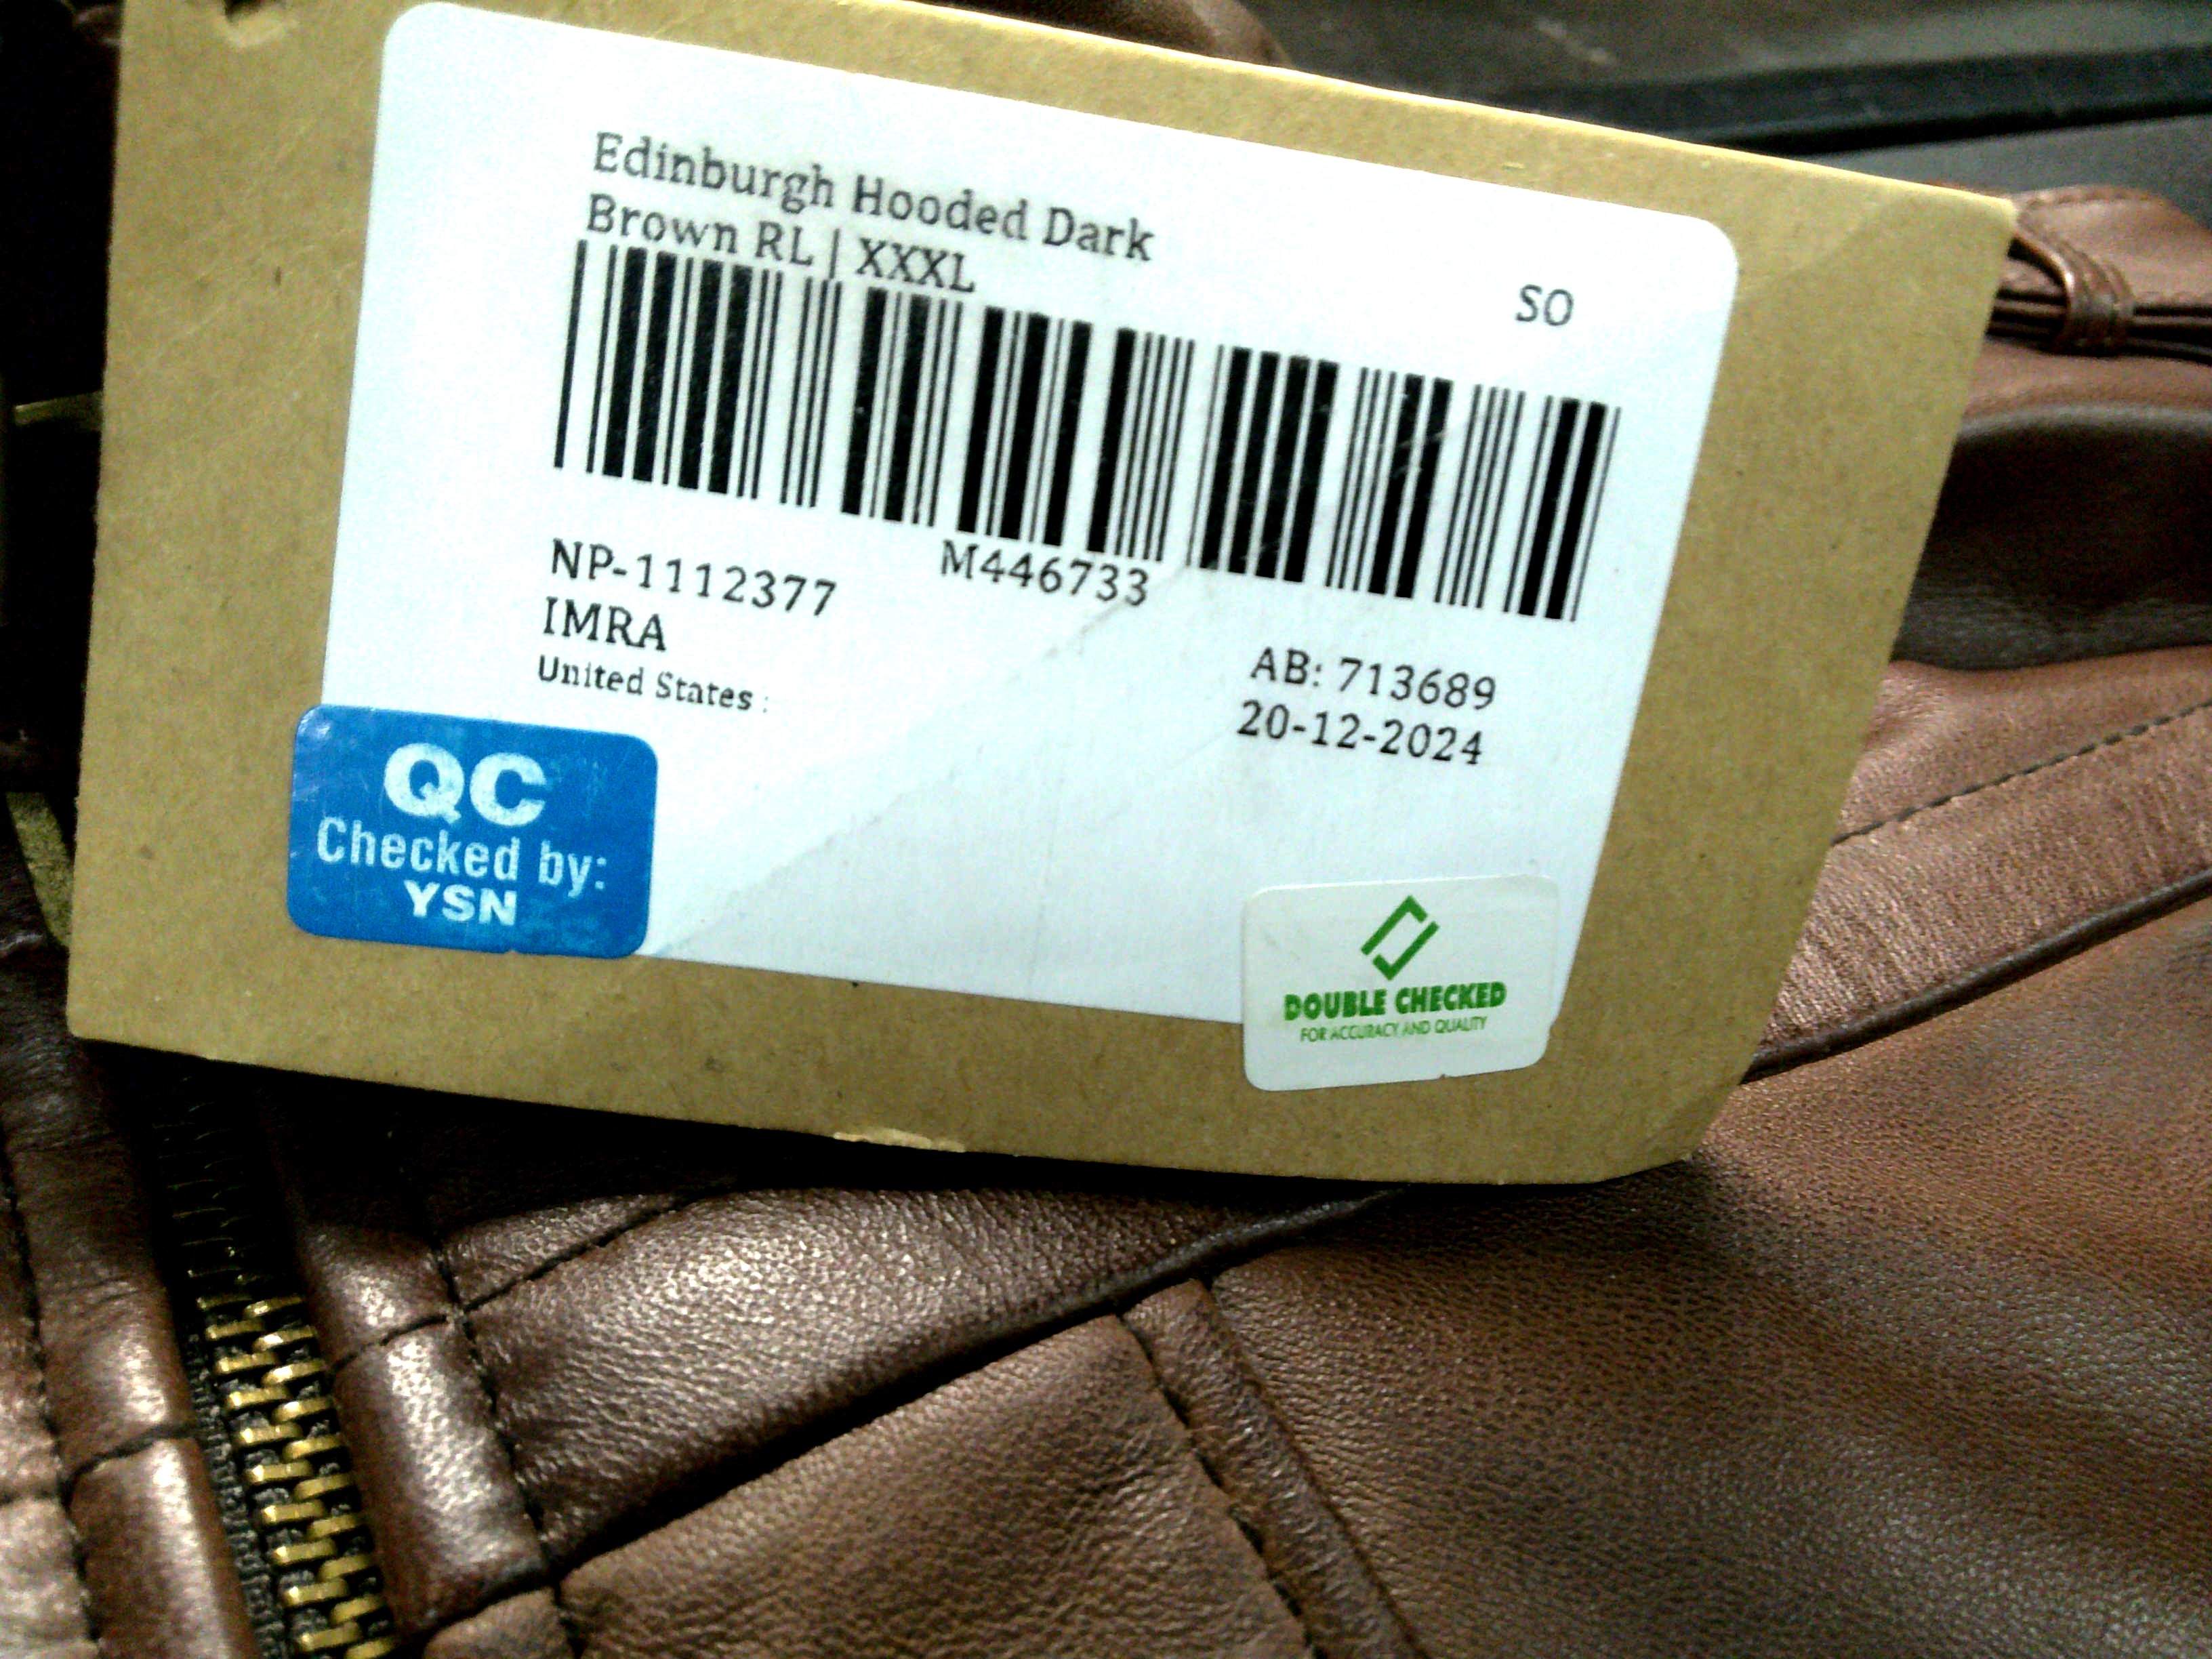 Edinburgh Hooded Dark
Brown RL | XXXL
SO
M446733
NP-1112377
IMRA
United States :
AB: 713689
20-12-2024
QC
Checked by:
YSN
DOUBLE CHECKED
FOR ACCURACY AND QUALITY